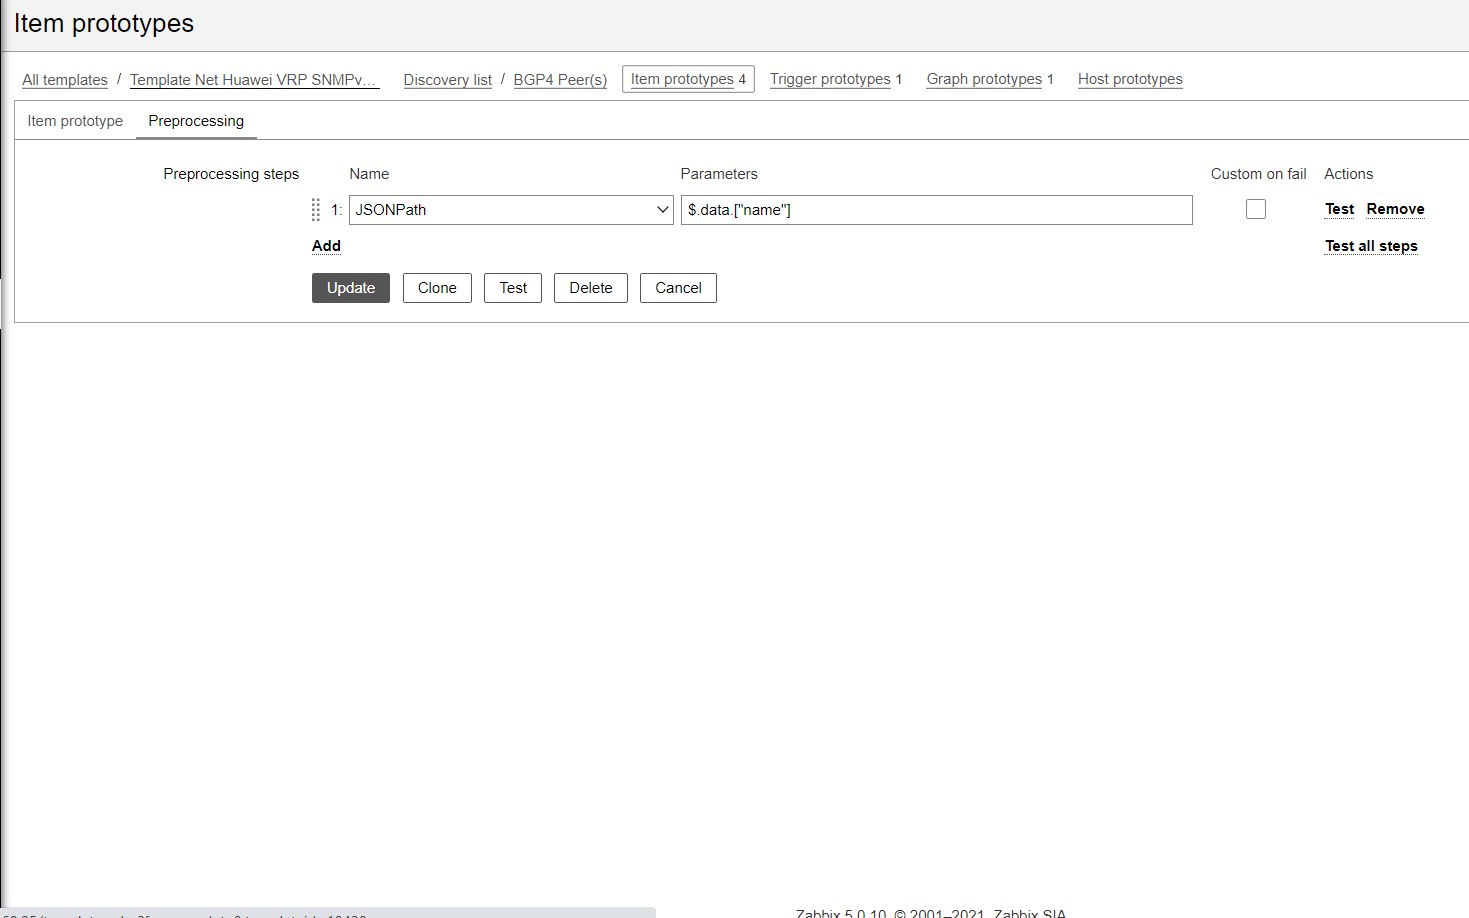 Item prototypes
All templates / Template Net Huawei VRP SNMPv... Discovery list / BGP4 Peer(s) Item prototypes 4 Trigger prototypes 1 Graph prototypes 1 Host prototypes
Item prototype Preprocessing
Preprocessing steps Name Parameters Custom on fail Actions
1: JSONPath $.data.["name"] Test Remove
Add Test all steps
Update Clone Test Delete Cancel
Zabbix 5.0.10. © 2001–2021, Zabbix SIA